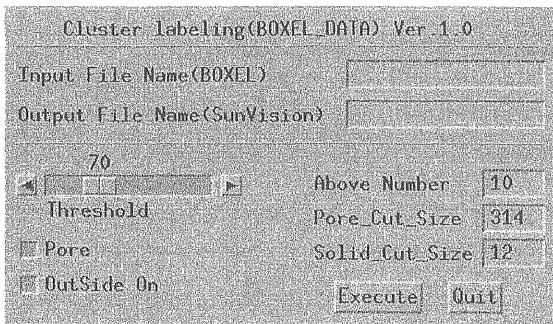 Cluster labeling(BOXEL_DATA) Ver.1.0
Input File Name(BOXEL)
Output File Name(SunVision)
70
Threshold
Pore
OutSide On
Above Number 10
Pore_Cut_Size 314
Solid_Cut_Size 12
Execute Quit